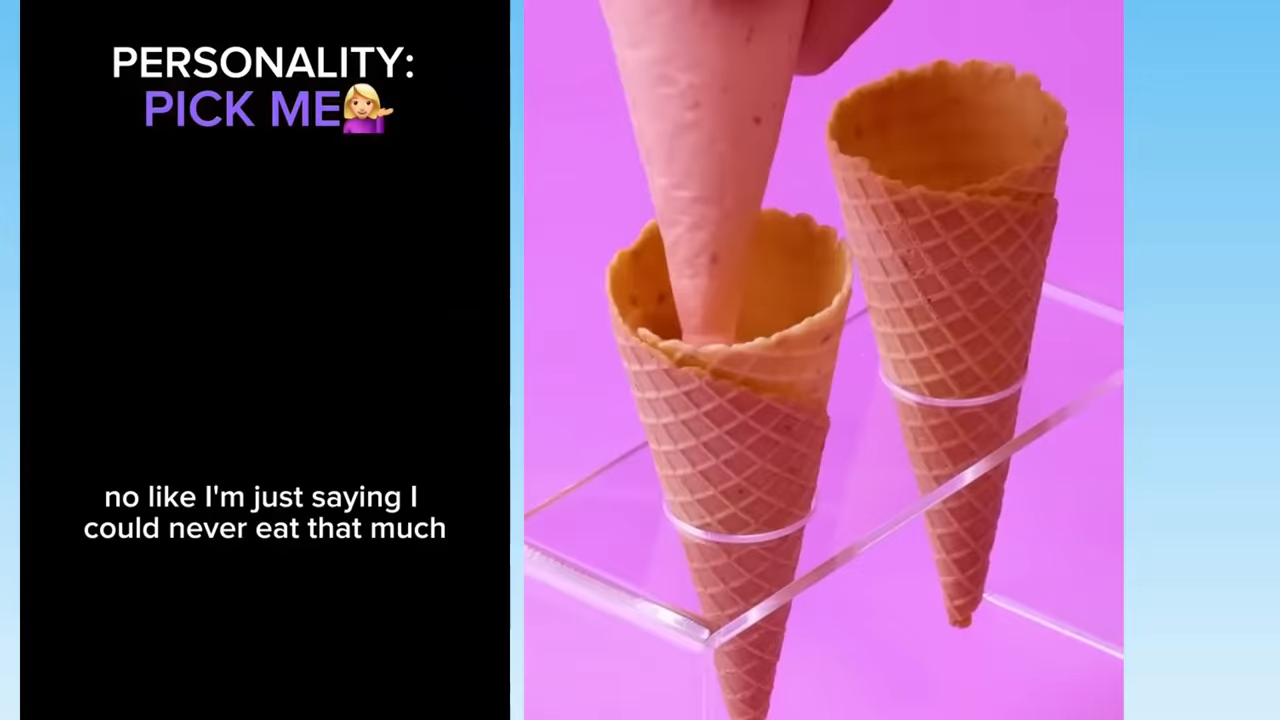 PERSONALITY:
PICK ME💁🏼‍♀️
no like I'm just saying I
could never eat that much